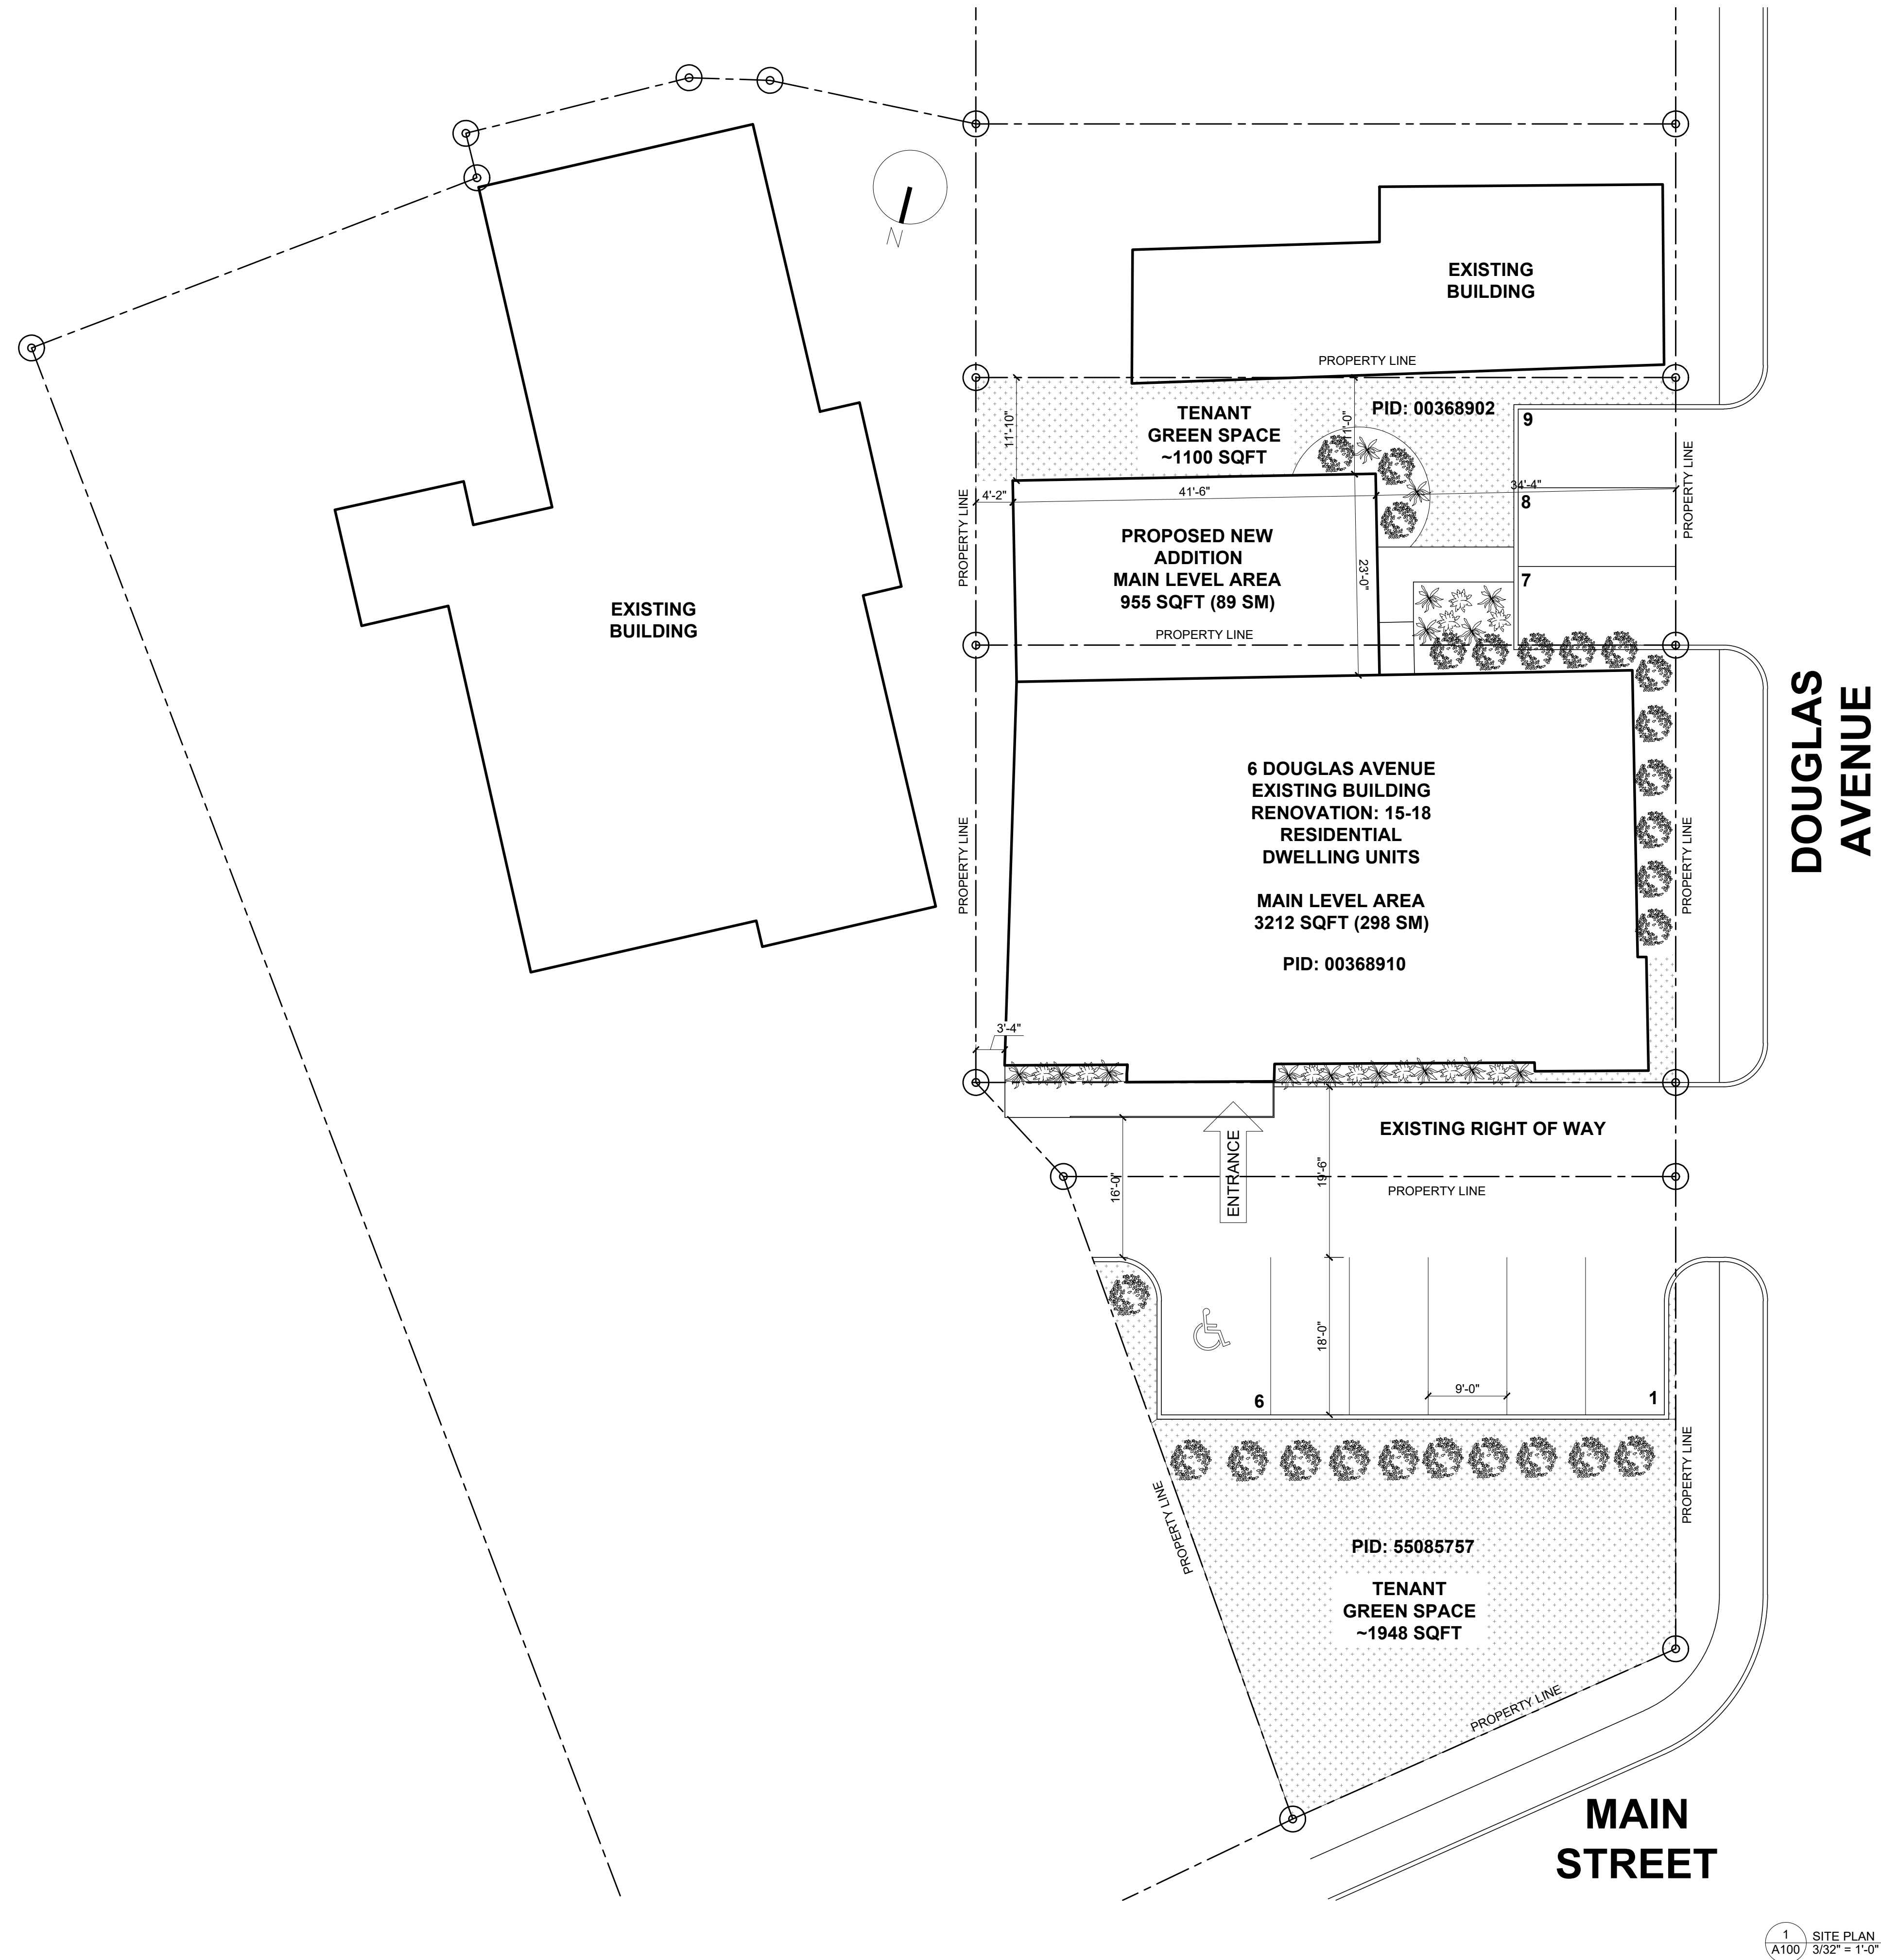 N
EXISTING
BUILDING
PROPERTY LINE
TENANT
GREEN SPACE
~1100 SQFT
PID: 00368902
11'-10"
11'-0"
9
4'-2"
41'-6"
34'-4"
8
PROPERTY LINE
PROPERTY LINE
PROPOSED NEW
ADDITION
MAIN LEVEL AREA
955 SQFT (89 SM)
23'-0"
7
PROPERTY LINE
EXISTING
BUILDING
DOUGLAS
AVENUE
6 DOUGLAS AVENUE
EXISTING BUILDING
RENOVATION: 15-18
RESIDENTIAL
DWELLING UNITS
MAIN LEVEL AREA
3212 SQFT (298 SM)
PID: 00368910
PROPERTY LINE
PROPERTY LINE
3'-4"
EXISTING RIGHT OF WAY
ENTRANCE
16'-0"
19'-6"
PROPERTY LINE
18'-0"
9'-0"
6
1
PROPERTY LINE
PROPERTY LINE
PID: 55085757
TENANT
GREEN SPACE
~1948 SQFT
PROPERTY LINE
MAIN
STREET
1
A100
SITE PLAN
3/32" = 1'-0"